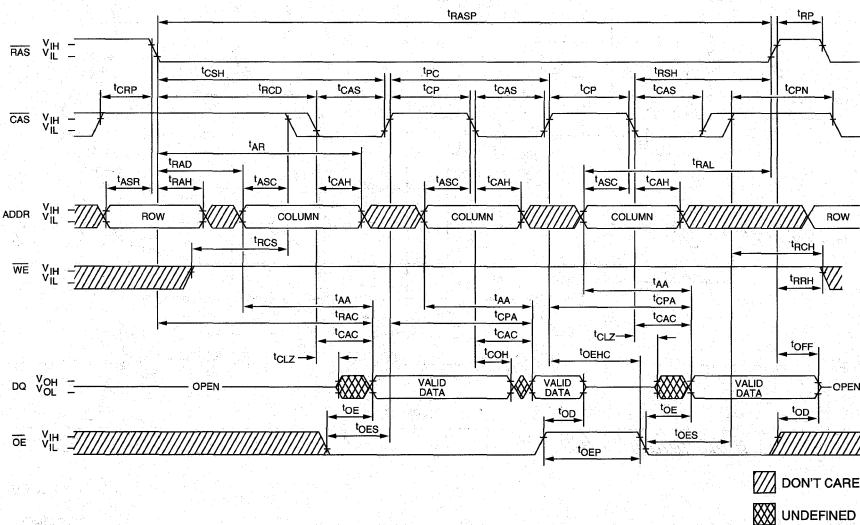 tRASP tRP
RAS VIH
VIL
tCSH tPC tRSH
tCRP tRCD tCAS tCP tCAS tCP tCAS tCPN
CAS VIH
VIL
tAR
tRAD tRAL
tASR tRAH tASC tCAH tASC tCAH tASC tCAH
ADDR VIH
VIL ROW COLUMN COLUMN COLUMN ROW
tRCS tRCH
WE VIH
VIL
tRRH
tAA tAA tAA
tRAC tCPA tCPA
tCAC tCAC tCAC
tCLZ tCOH tCLZ tOEHC tOFF
DQ VOH
VOL OPEN VALID DATA VALID DATA VALID DATA OPEN
tOE tOD tOE tOD
tOES tOES
OE VIH
VIL
tOEP
DON'T CARE
UNDEFINED